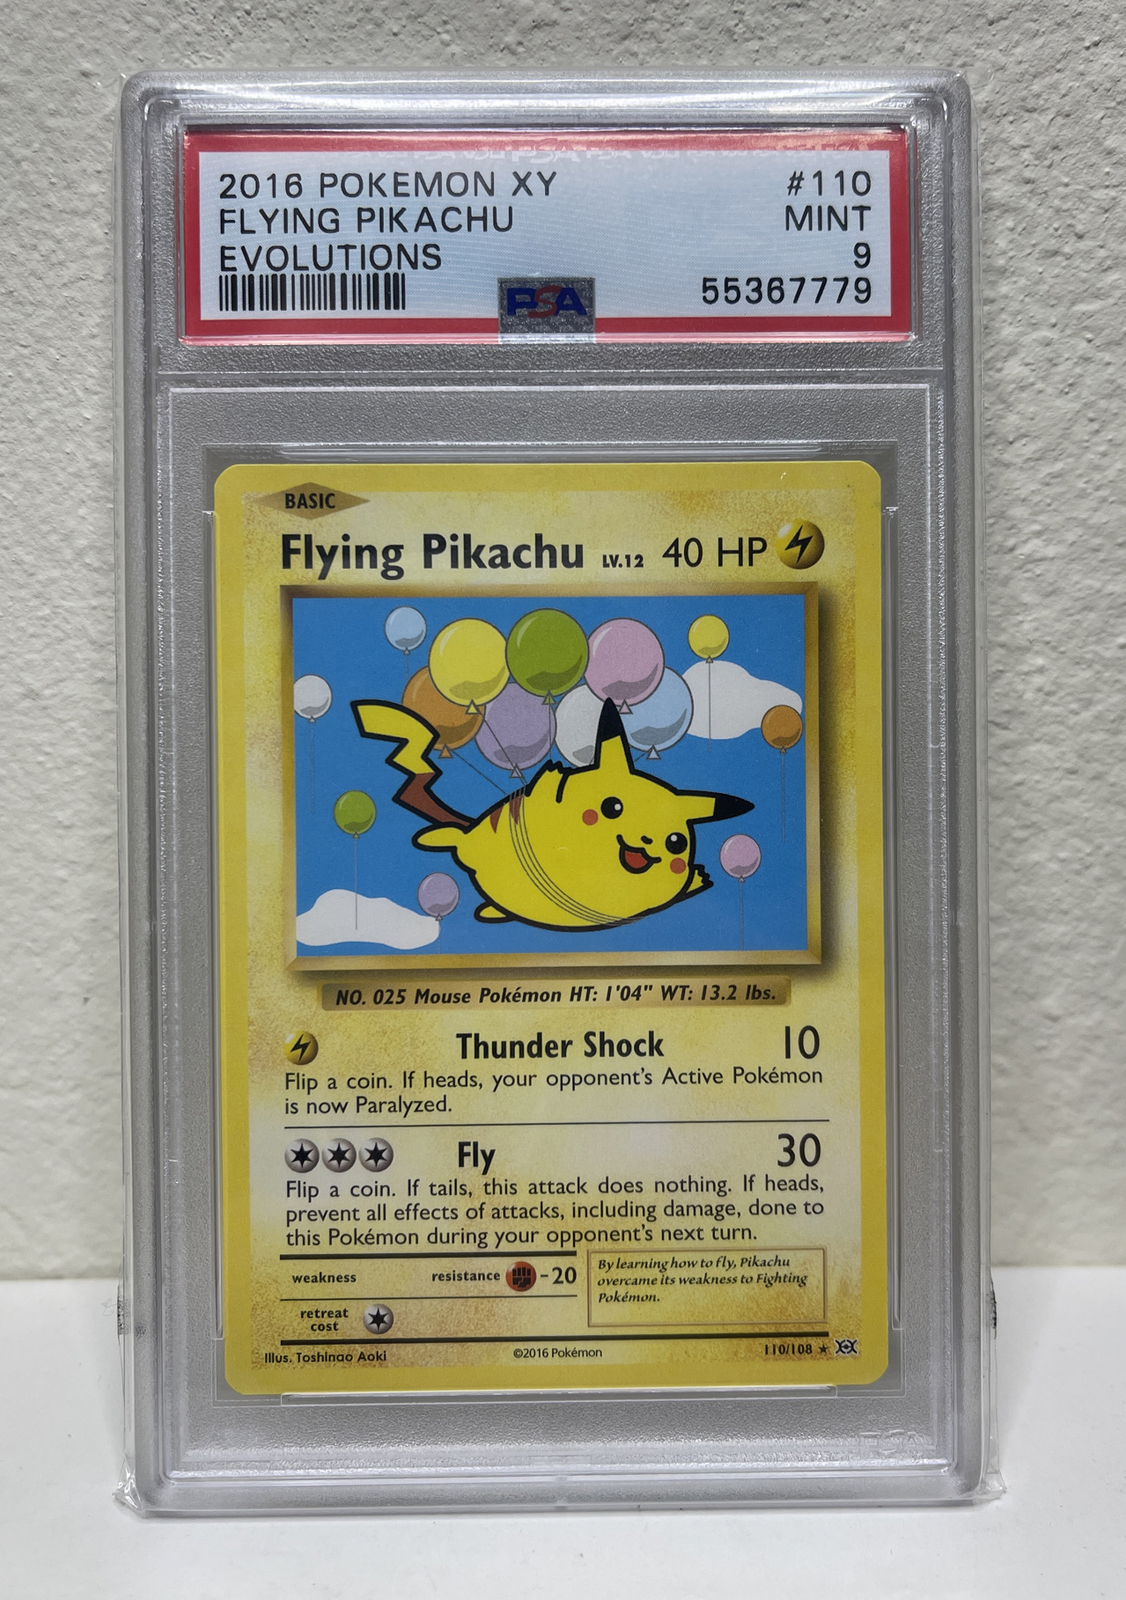 2016 POKEMON XY #110
FLYING PIKACHU MINT
EVOLUTIONS 9
PSA 55367779
BASIC
Flying Pikachu LV.12 40 HP
NO. 025 Mouse Pokémon HT: 1'04" WT: 13.2 lbs.
Thunder Shock 10
Flip a coin. If heads, your opponent's Active Pokémon
is now Paralyzed.
Fly 30
Flip a coin. If tails, this attack does nothing. If heads,
prevent all effects of attacks, including damage, done to
this Pokémon during your opponent's next turn.
weakness resistance -20
retreat
cost
By learning how to fly, Pikachu
overcame its weakness to Fighting
Pokémon.
Illus. Toshinao Aoki ©2016 Pokémon 110/108 ★